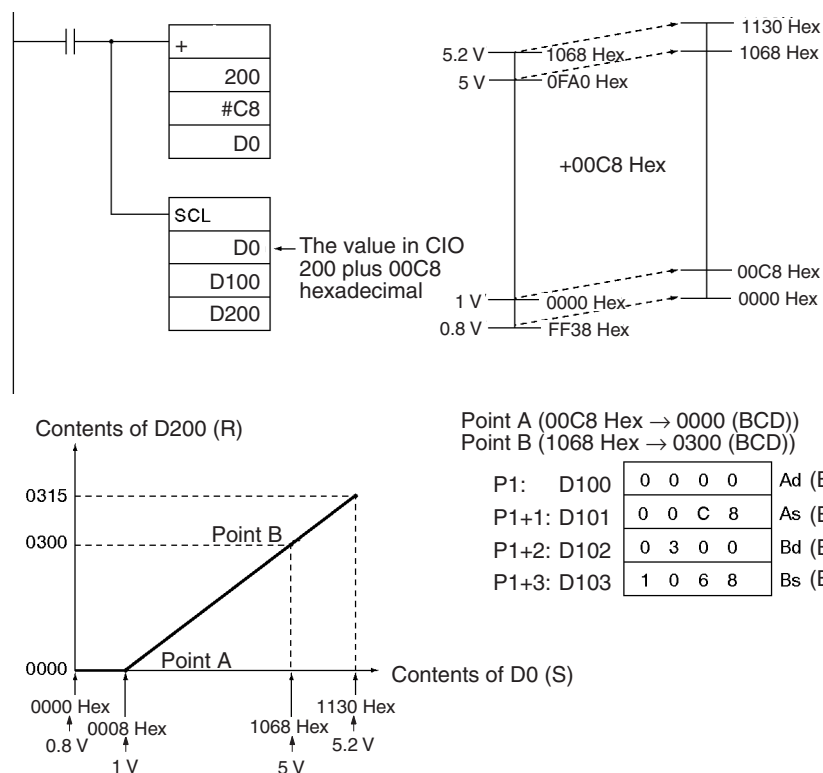 +
200
#C8
D0
SCL
D0
D100
D200
The value in CIO
200 plus 00C8
hexadecimal
1130 Hex
5.2 V
1068 Hex
1068 Hex
5 V
0FA0 Hex
+00C8 Hex
00C8 Hex
1 V
0000 Hex
0000 Hex
0.8 V
FF38 Hex
Contents of D200 (R)
0315
0300
Point B
0000
Point A
Contents of D0 (S)
0000 Hex
0008 Hex
1068 Hex
1130 Hex
0.8 V
1 V
5 V
5.2 V
Point A (00C8 Hex → 0000 (BCD))
Point B (1068 Hex → 0300 (BCD))
P1: D100 0 0 0 0 Ad
P1+1: D101 0 0 C 8 As
P1+2: D102 0 3 0 0 Bd
P1+3: D103 1 0 6 8 Bs